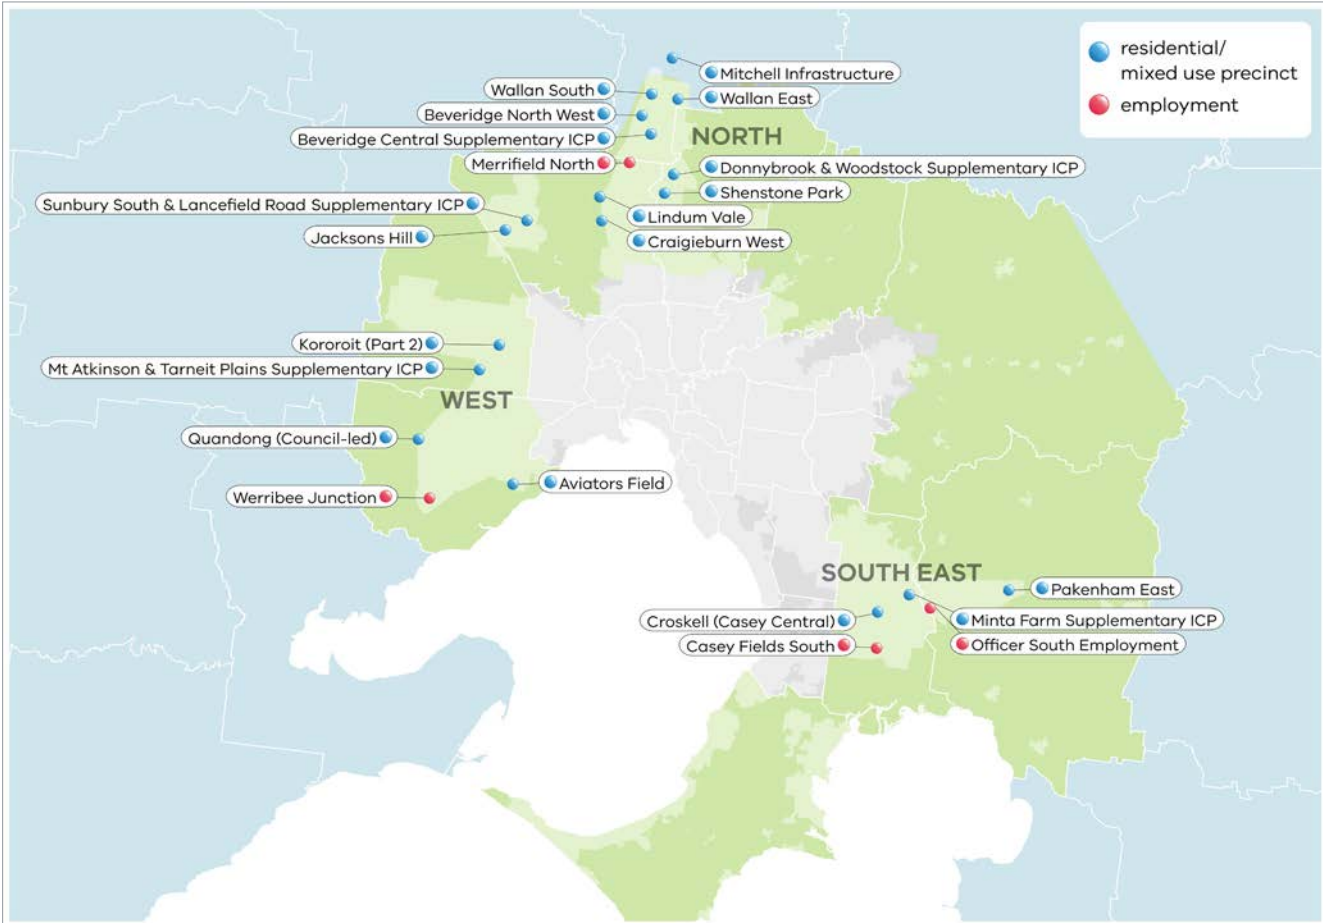 residential/
mixed use precinct
employment
Mitchell Infrastructure
Wallan South
Wallan East
Beveridge North West
Beveridge Central Supplementary ICP
NORTH
Merrifield North
Donnybrook & Woodstock Supplementary ICP
Shenstone Park
Sunbury South & Lancefield Road Supplementary ICP
Lindum Vale
Jacksons Hill
Craigieburn West
Kororoit (Part 2)
Mt Atkinson & Tarneit Plains Supplementary ICP
WEST
Quandong (Council-led)
Aviators Field
Werribee Junction
SOUTH EAST
Pakenham East
Croskell (Casey Central)
Minta Farm Supplementary ICP
Casey Fields South
Officer South Employment